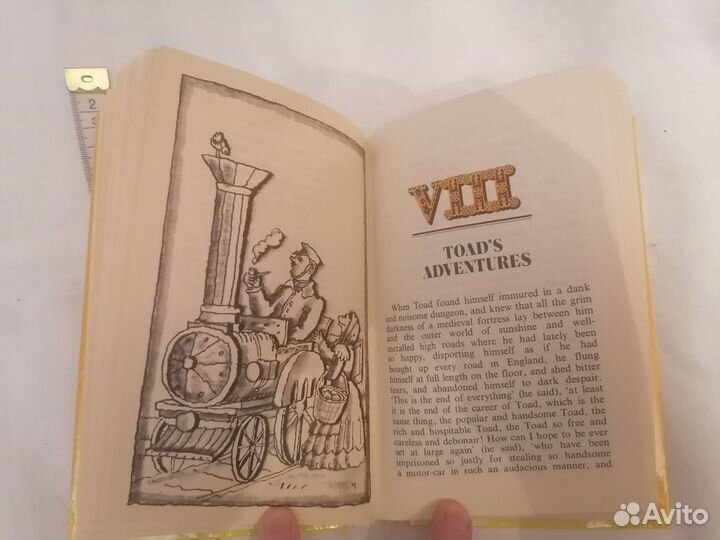 0
2
VIII
TOAD'S
ADVENTURES
When Toad found himself immured in a dank
and noisome dungeon, and knew that all the grim
darkness of a medieval fortress lay between him
and the outer world of sunshine and well-
metalled high roads where he had lately been
so happy, disporting himself as if he had
bought up every road in England, he flung
himself at full length on the floor, and shed bitter
tears, and abandoned himself to dark despair.
'This is the end of everything' (he said), 'at least
it is the end of the career of Toad, which is the
same thing; the popular and handsome Toad, the
rich and hospitable Toad, the Toad so free and
careless and debonair! How can I hope to be ever
set at large again' (he said), 'who have been
imprisoned so justly for stealing so handsome
a motor-car in such an audacious manner, and
Avito